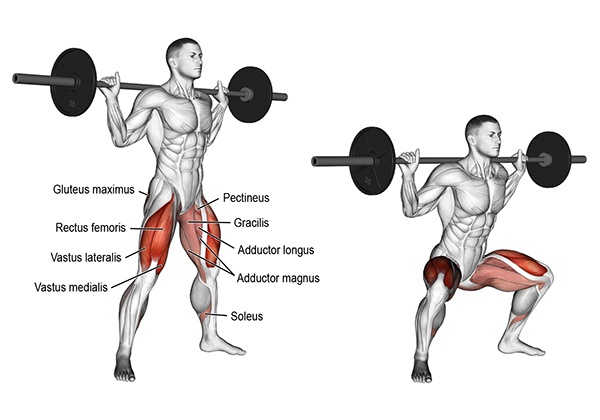 Gluteus maximus
Rectus femoris
Vastus lateralis
Vastus medialis
Pectineus
Gracilis
Adductor longus
Adductor magnus
Soleus